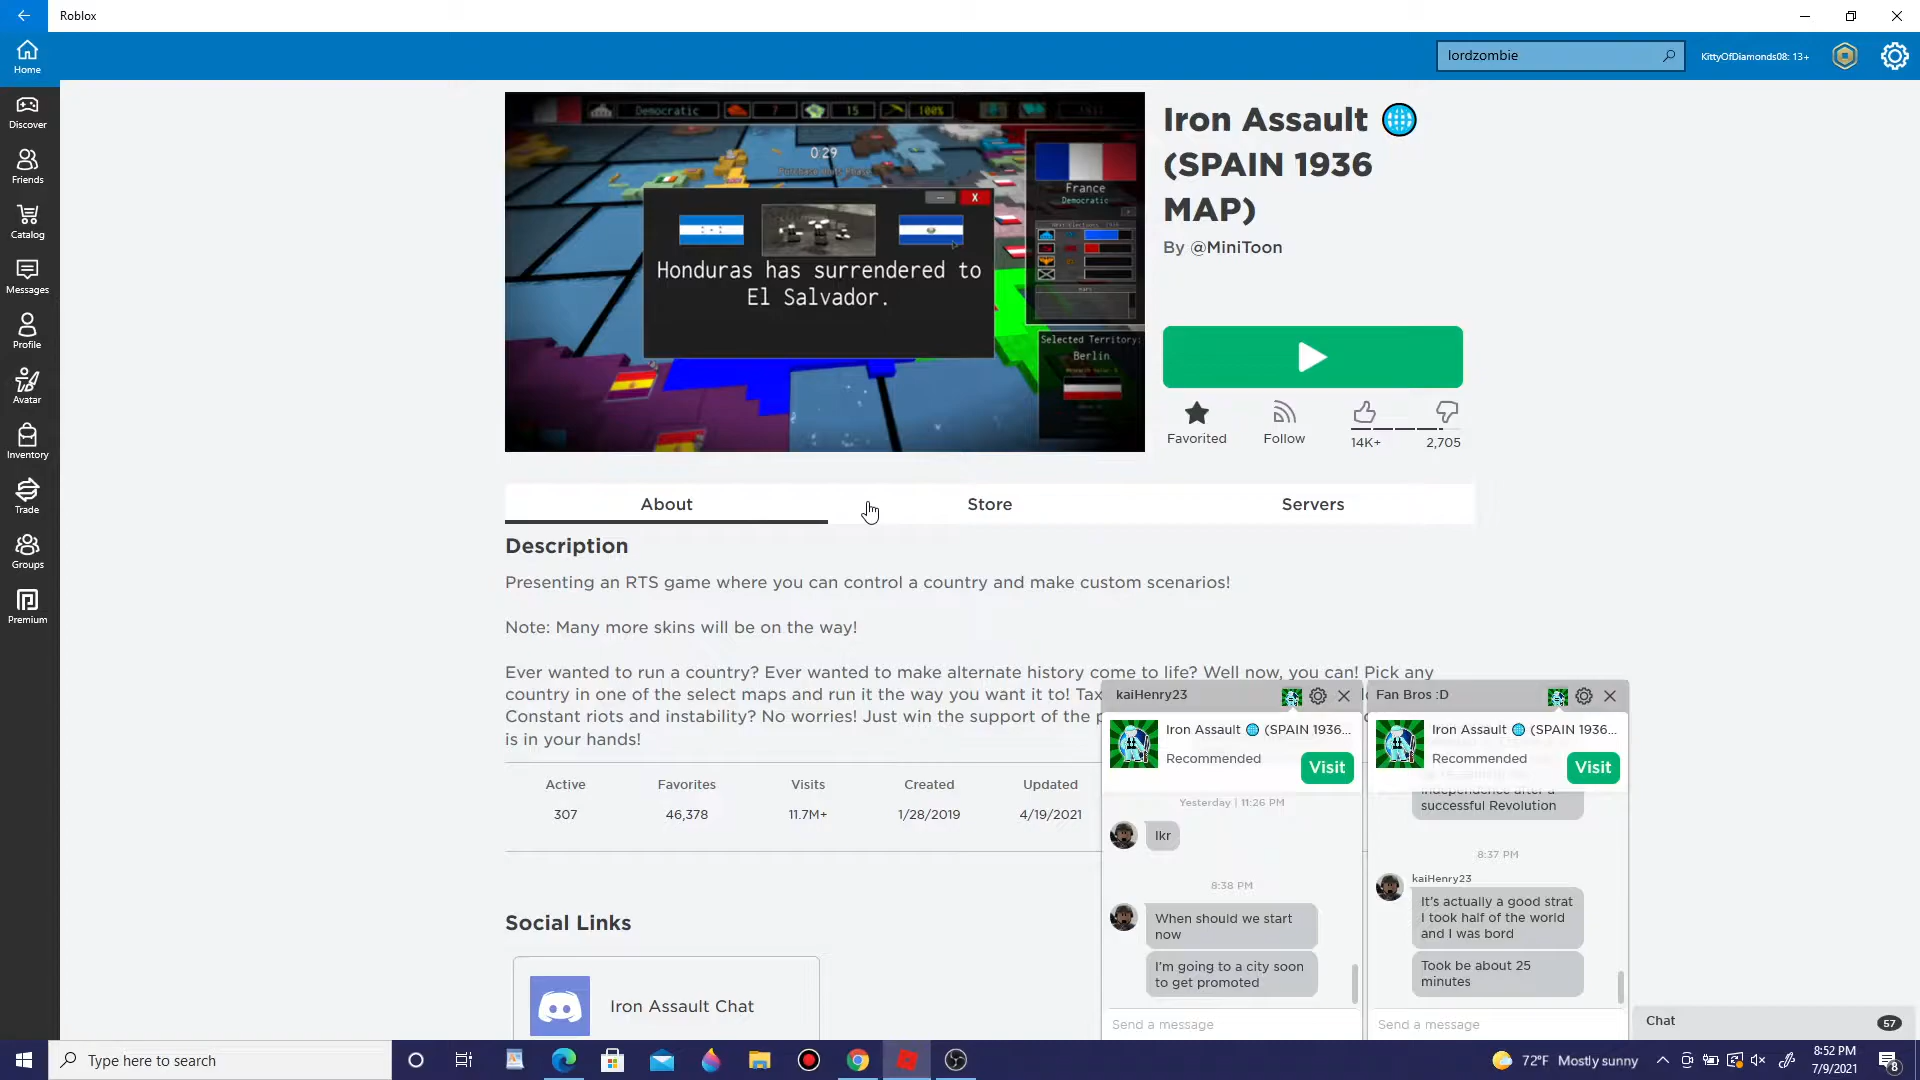 Roblox
Home
lordzombie
KittyOfDiamonds08: 13+
Discover
Friends
Catalog
Messages
Profile
Avatar
Inventory
Trade
Groups
Premium
Democratic 7 15 100%
0 29
Purchase Units Phase
France
Democratic
X
Honduras has surrendered to
El Salvador.
Selected Territory:
Berlin
Iron Assault
(SPAIN 1936
MAP)
By @MiniToon
Favorited
Follow
14K+
2,705
About
Store
Servers
Description
Presenting an RTS game where you can control a country and make custom scenarios!
Note: Many more skins will be on the way!
Ever wanted to run a country? Ever wanted to make alternate history come to life? Well now, you can! Pick any
country in one of the select maps and run it the way you want it to! Tax
Constant riots and instability? No worries! Just win the support of the p
is in your hands!
Active Favorites Visits Created Updated
307 46,378 11.7M+ 1/28/2019 4/19/2021
Social Links
Iron Assault Chat
kaiHenry23
Iron Assault (SPAIN 1936...
Recommended
Visit
Yesterday | 11:26 PM
Ikr
8:38 PM
When should we start
now
I'm going to a city soon
to get promoted
Send a message
Fan Bros :D
Iron Assault (SPAIN 1936...
Recommended
Visit
independence after a
successful Revolution
8:37 PM
kaiHenry23
It's actually a good strat
I took half of the world
and I was bord
Took be about 25
minutes
Send a message
Chat
57
Type here to search
72°F Mostly sunny
8:52 PM
7/9/2021
8